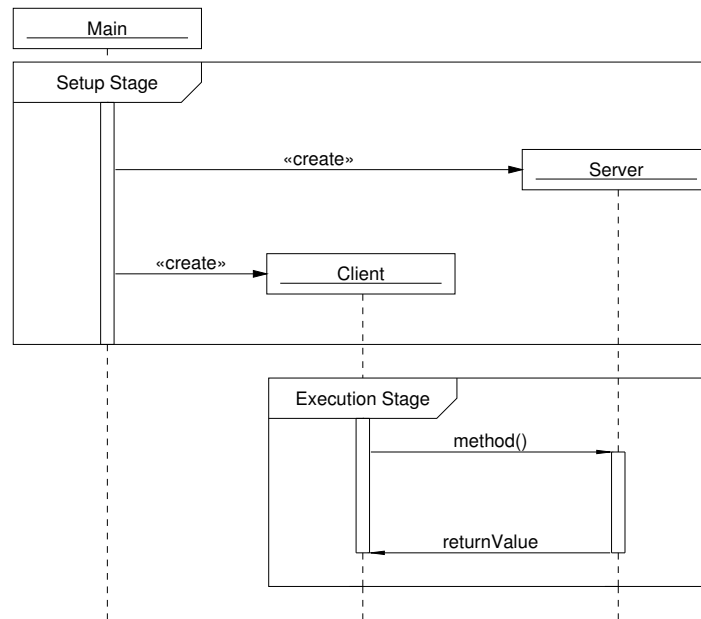 Main
Setup Stage
«create»
Server
«create»
Client
Execution Stage
method()
returnValue